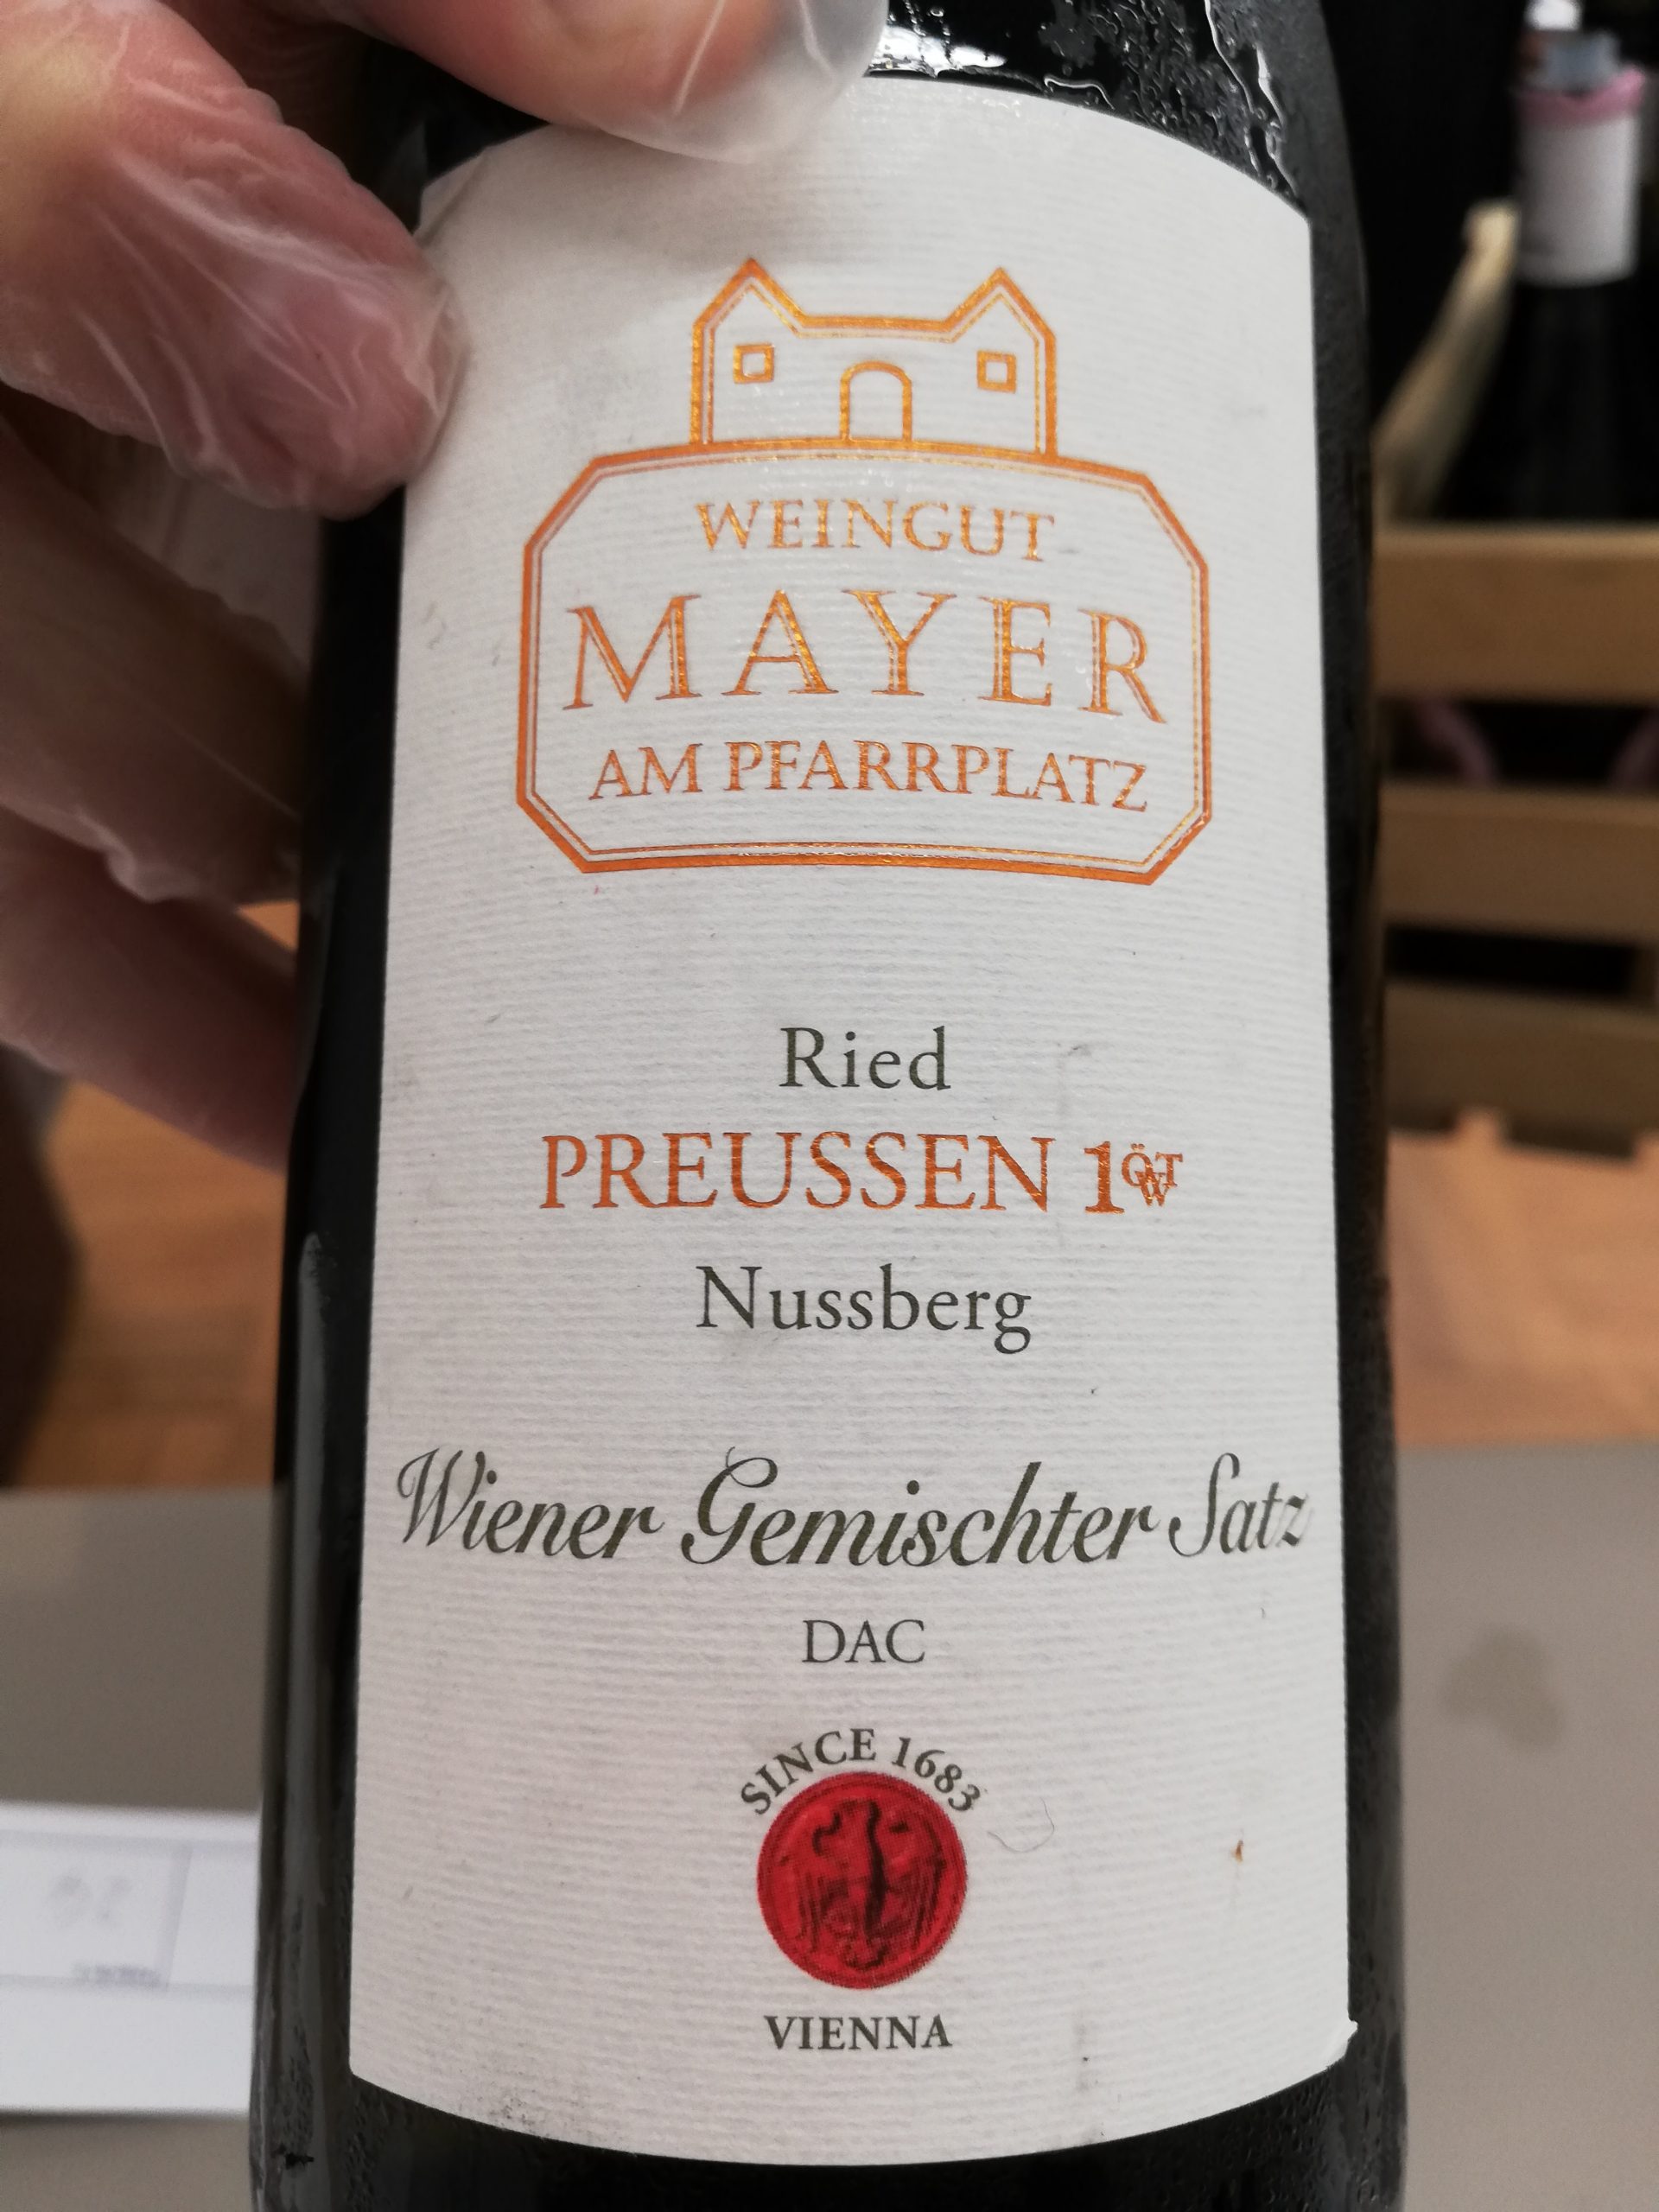 WEINGUT
MAYER
AM PFARRPLATZ
Ried
PREUSSEN 1ÖTW
Nussberg
Wiener Gemischter Satz
DAC
SINCE 1683
VIENNA